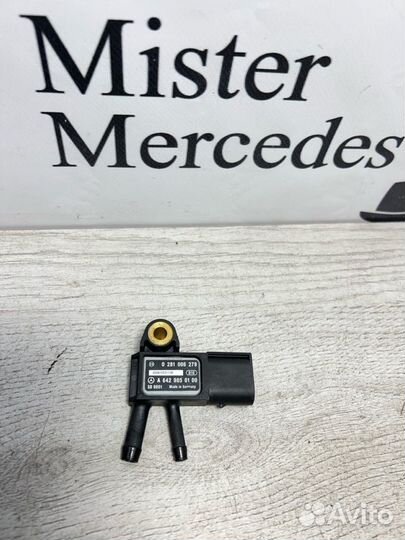 Mister
Mercedes
0 281 006 279
A 642 905 01 00
Made in Germany
Avito